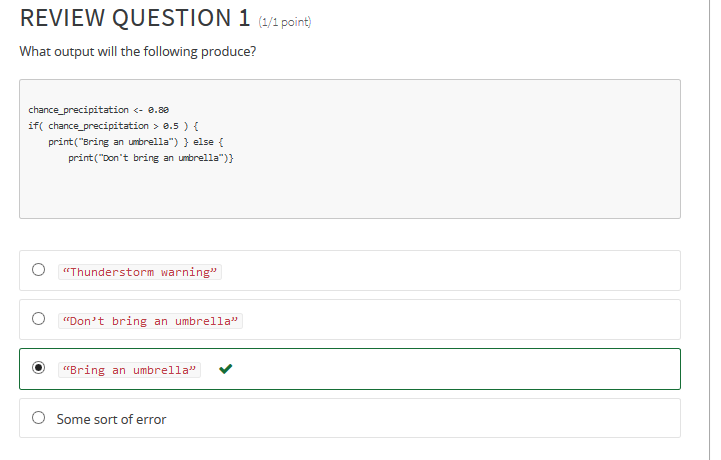 REVIEW QUESTION 1 (1/1 point)
What output will the following produce?
chance_precipitation <- 0.80
if( chance_precipitation > 0.5 ) {
print("Bring an umbrella") } else {
print("Don't bring an umbrella")}
“Thunderstorm warning”
“Don’t bring an umbrella”
“Bring an umbrella”
Some sort of error